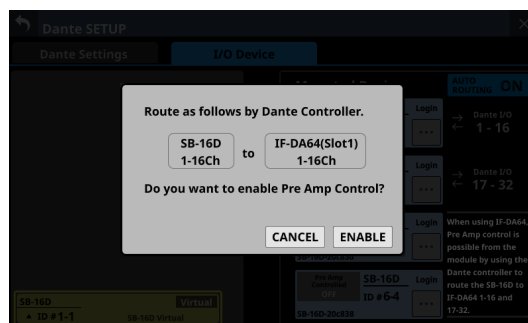 Dante SETUP
Dante Settings
I/O Device
AUTO
ROUTING ON
Login
Dante I/O
1 - 16
Login
Dante I/O
17 - 32
Route as follows by Dante Controller.
SB-16D
1-16Ch
to
IF-DA64(Slot1)
1-16Ch
Do you want to enable Pre Amp Control?
CANCEL
ENABLE
Login
When using IF-DA64,
Pre Amp control is
possible from the
module by using the
Dante controller to
route the SB-16D to
IF-DA64 1-16 and
17-32.
Pre Amp
Controlled
OFF
SB-16D
ID #6-4
Login
SB-16D-20c838
SB-16D
Virtual
ID #1-1
SB-16D Virtual